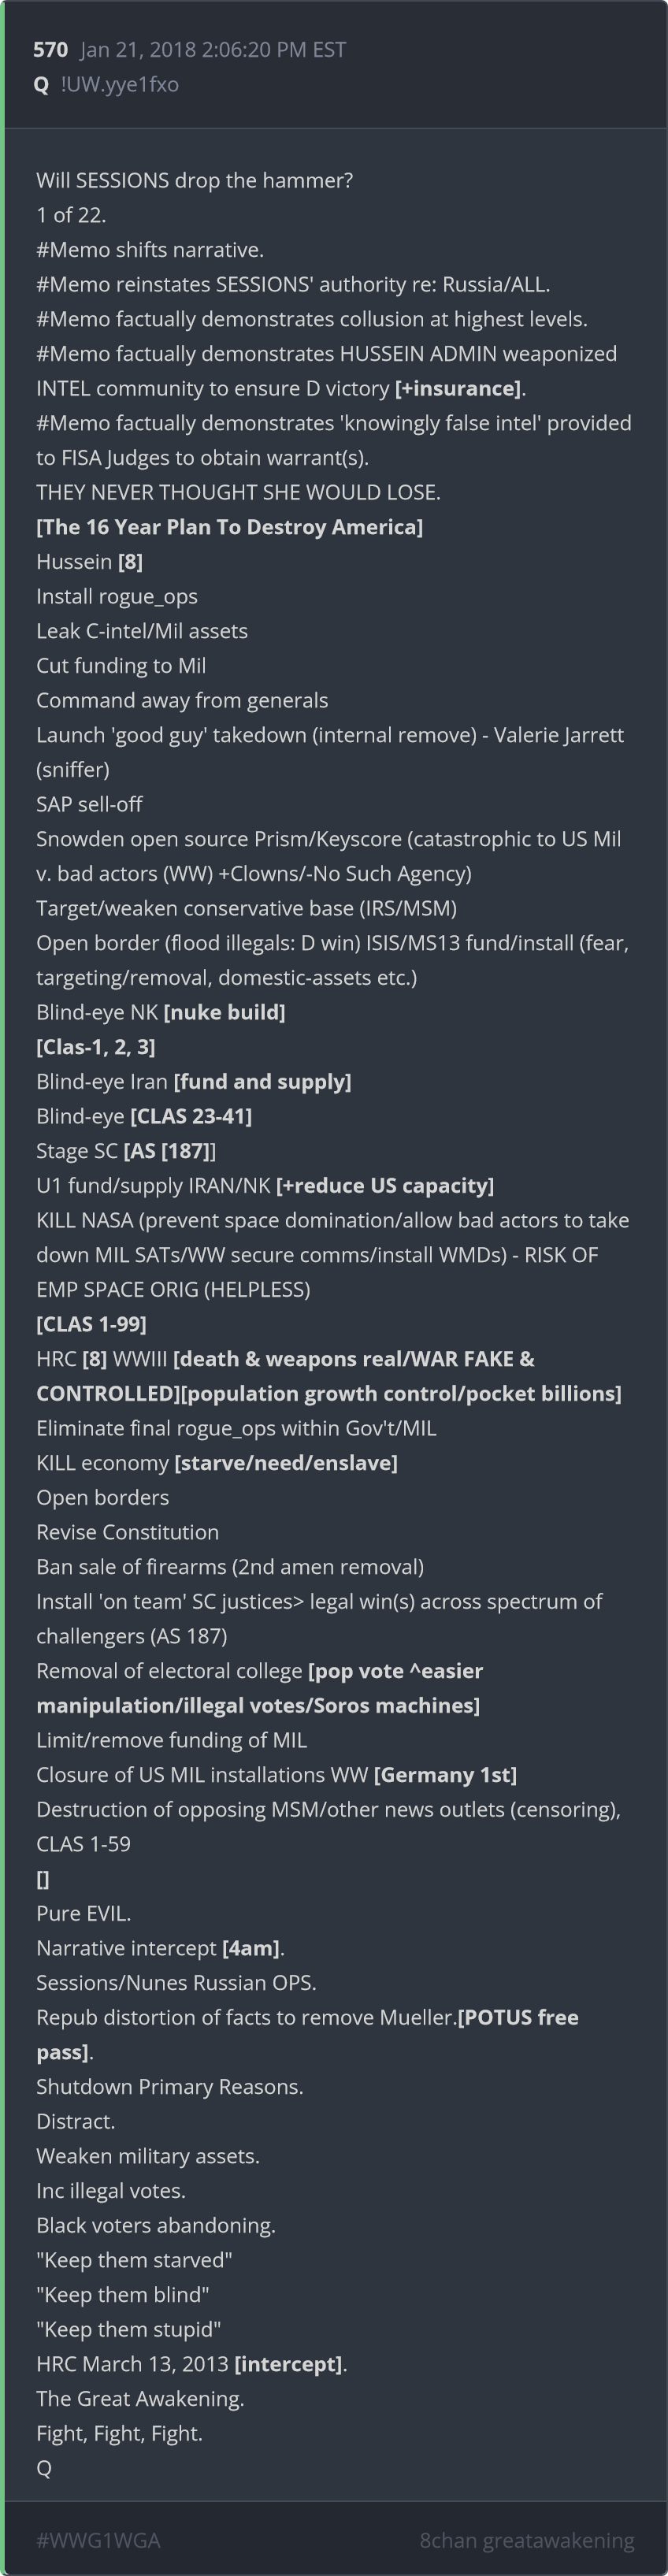 570 Jan 21, 2018 2:06:20 PM EST
Q !UW.yye1fxo
Will SESSIONS drop the hammer?
1 of 22.
#Memo shifts narrative.
#Memo reinstates SESSIONS' authority re: Russia/ALL.
#Memo factually demonstrates collusion at highest levels.
#Memo factually demonstrates HUSSEIN ADMIN weaponized
INTEL community to ensure D victory [+insurance].
#Memo factually demonstrates 'knowingly false intel' provided
to FISA Judges to obtain warrant(s).
THEY NEVER THOUGHT SHE WOULD LOSE.
[The 16 Year Plan To Destroy America]
Hussein [8]
Install rogue_ops
Leak C-intel/Mil assets
Cut funding to Mil
Command away from generals
Launch 'good guy' takedown (internal remove) - Valerie Jarrett
(sniffer)
SAP sell-off
Snowden open source Prism/Keyscore (catastrophic to US Mil
v. bad actors (WW) +Clowns/-No Such Agency)
Target/weaken conservative base (IRS/MSM)
Open border (flood illegals: D win) ISIS/MS13 fund/install (fear,
targeting/removal, domestic-assets etc.)
Blind-eye NK [nuke build]
[Clas-1, 2, 3]
Blind-eye Iran [fund and supply]
Blind-eye [CLAS 23-41]
Stage SC [AS [187]]
U1 fund/supply IRAN/NK [+reduce US capacity]
KILL NASA (prevent space domination/allow bad actors to take
down MIL SATs/WW secure comms/install WMDs) - RISK OF
EMP SPACE ORIG (HELPLESS)
[CLAS 1-99]
HRC [8] WWIII [death & weapons real/WAR FAKE &
CONTROLLED][population growth control/pocket billions]
Eliminate final rogue_ops within Gov't/MIL
KILL economy [starve/need/enslave]
Open borders
Revise Constitution
Ban sale of firearms (2nd amen removal)
Install 'on team' SC justices> legal win(s) across spectrum of
challengers (AS 187)
Removal of electoral college [pop vote ^easier
manipulation/illegal votes/Soros machines]
Limit/remove funding of MIL
Closure of US MIL installations WW [Germany 1st]
Destruction of opposing MSM/other news outlets (censoring),
CLAS 1-59
[]
Pure EVIL.
Narrative intercept [4am].
Sessions/Nunes Russian OPS.
Repub distortion of facts to remove Mueller.[POTUS free
pass].
Shutdown Primary Reasons.
Distract.
Weaken military assets.
Inc illegal votes.
Black voters abandoning.
"Keep them starved"
"Keep them blind"
"Keep them stupid"
HRC March 13, 2013 [intercept].
The Great Awakening.
Fight, Fight, Fight.
Q
#WWG1WGA 8chan greatawakening